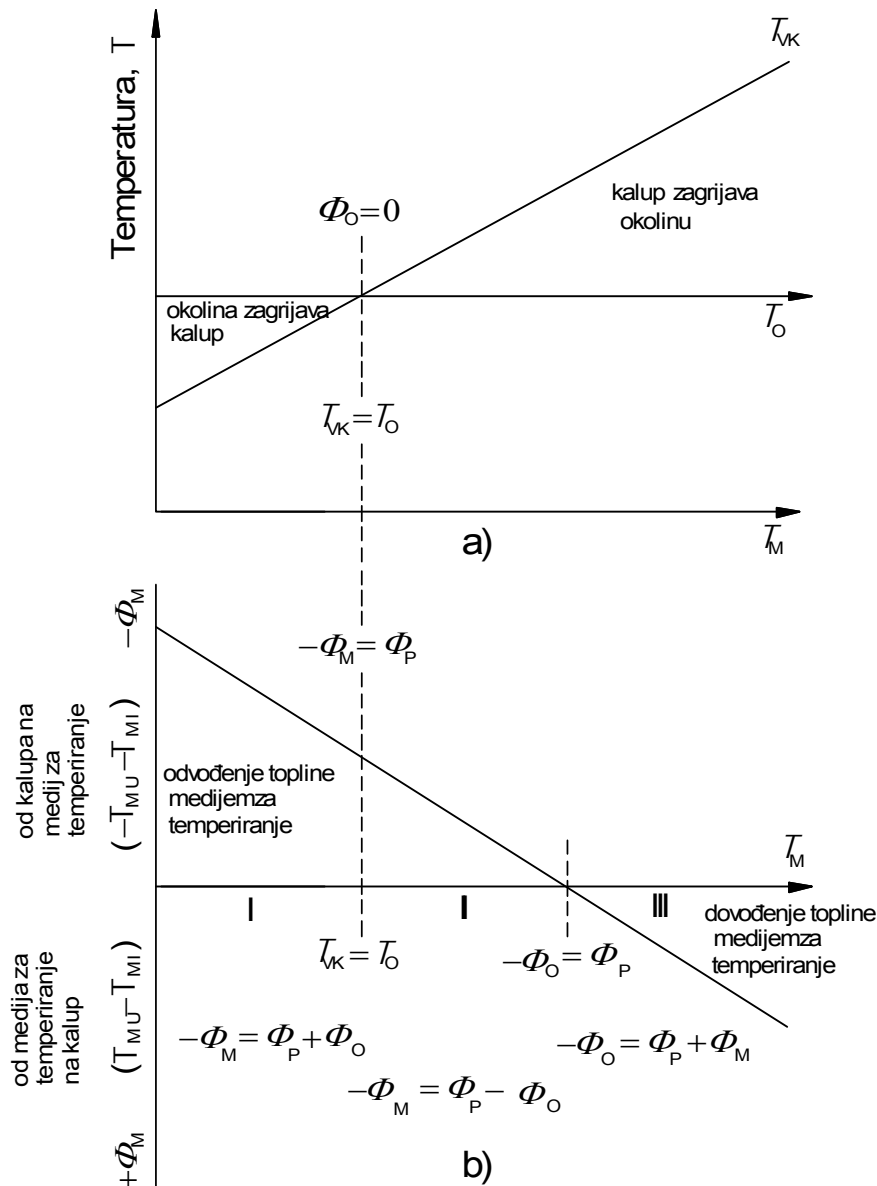 Temperatura, T
T_VK
kalup zagrijava
okolinu
Φ_O=0
okolina zagrijava
kalup
T_O
T_VK=T_O
T_M
a)
−Φ_M
−Φ_M=Φ_P
od kalupa na
medij za
temperiranje
(−T_MU−T_MI)
odvođenje topline
medijemza
temperiranje
T_M
I
II
III
dovođenje topline
medijemza
temperiranje
T_VK=T_O
−Φ_O=Φ_P
od medija za
temperiranje
na kalup
(T_MU−T_MI)
−Φ_M=Φ_P+Φ_O
−Φ_O=Φ_P+Φ_M
−Φ_M=Φ_P−Φ_O
+Φ_M
b)